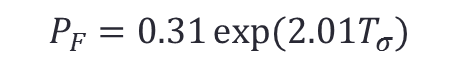 P_F = 0.31 exp(2.01T_σ)